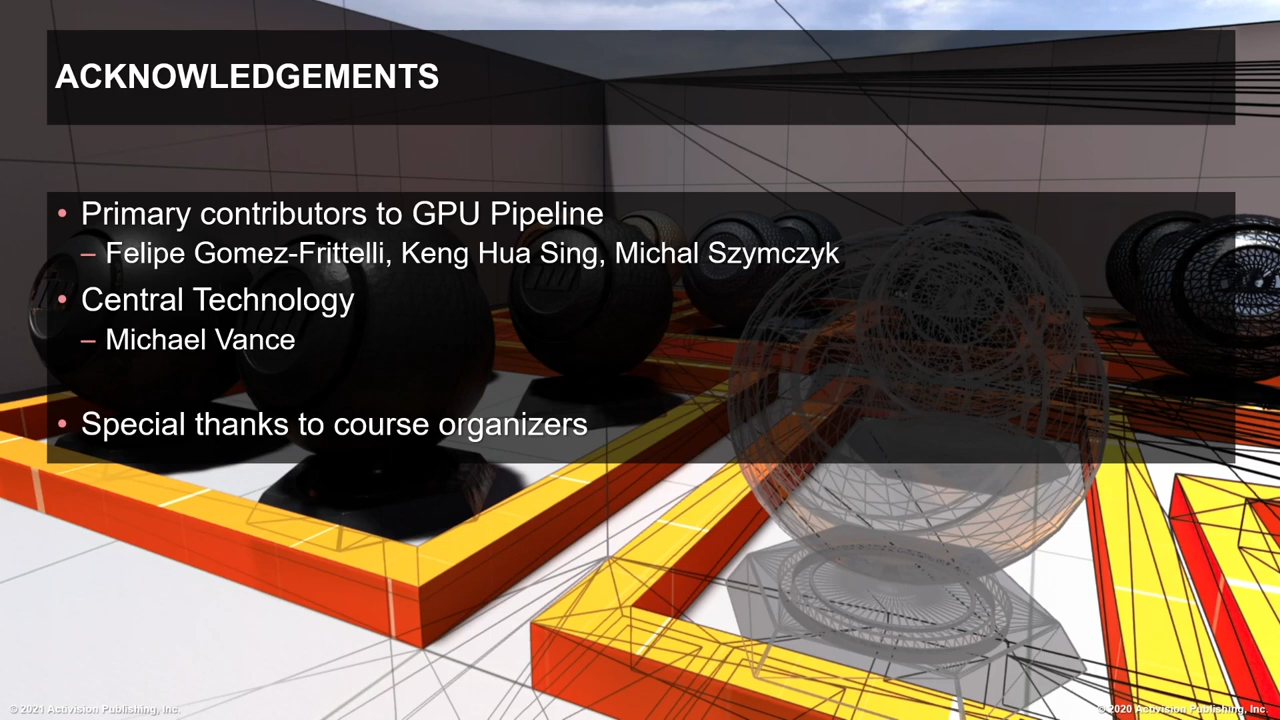 ACKNOWLEDGEMENTS
• Primary contributors to GPU Pipeline
– Felipe Gomez-Frittelli, Keng Hua Sing, Michal Szymczyk
• Central Technology
– Michael Vance
• Special thanks to course organizers
© 2021 Activision Publishing, Inc.
© 2020 Activision Publishing, Inc.